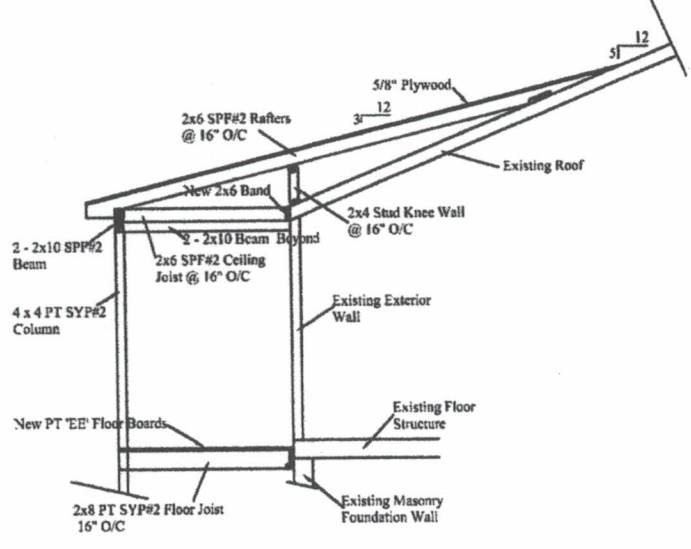 12
5
5/8" Plywood
12
3
2x6 SPF#2 Rafters
@ 16" O/C
Existing Roof
New 2x6 Band
2x4 Stud Knee Wall
@ 16" O/C
2 - 2x10 SPF#2
Beam
2 - 2x10 Beam Beyond
2x6 SPF#2 Ceiling
Joist @ 16" O/C
4 x 4 PT SYP#2
Column
Existing Exterior
Wall
New PT 'EE' Floor Boards
Existing Floor
Structure
2x8 PT SYP#2 Floor Joist
16" O/C
Existing Masonry
Foundation Wall